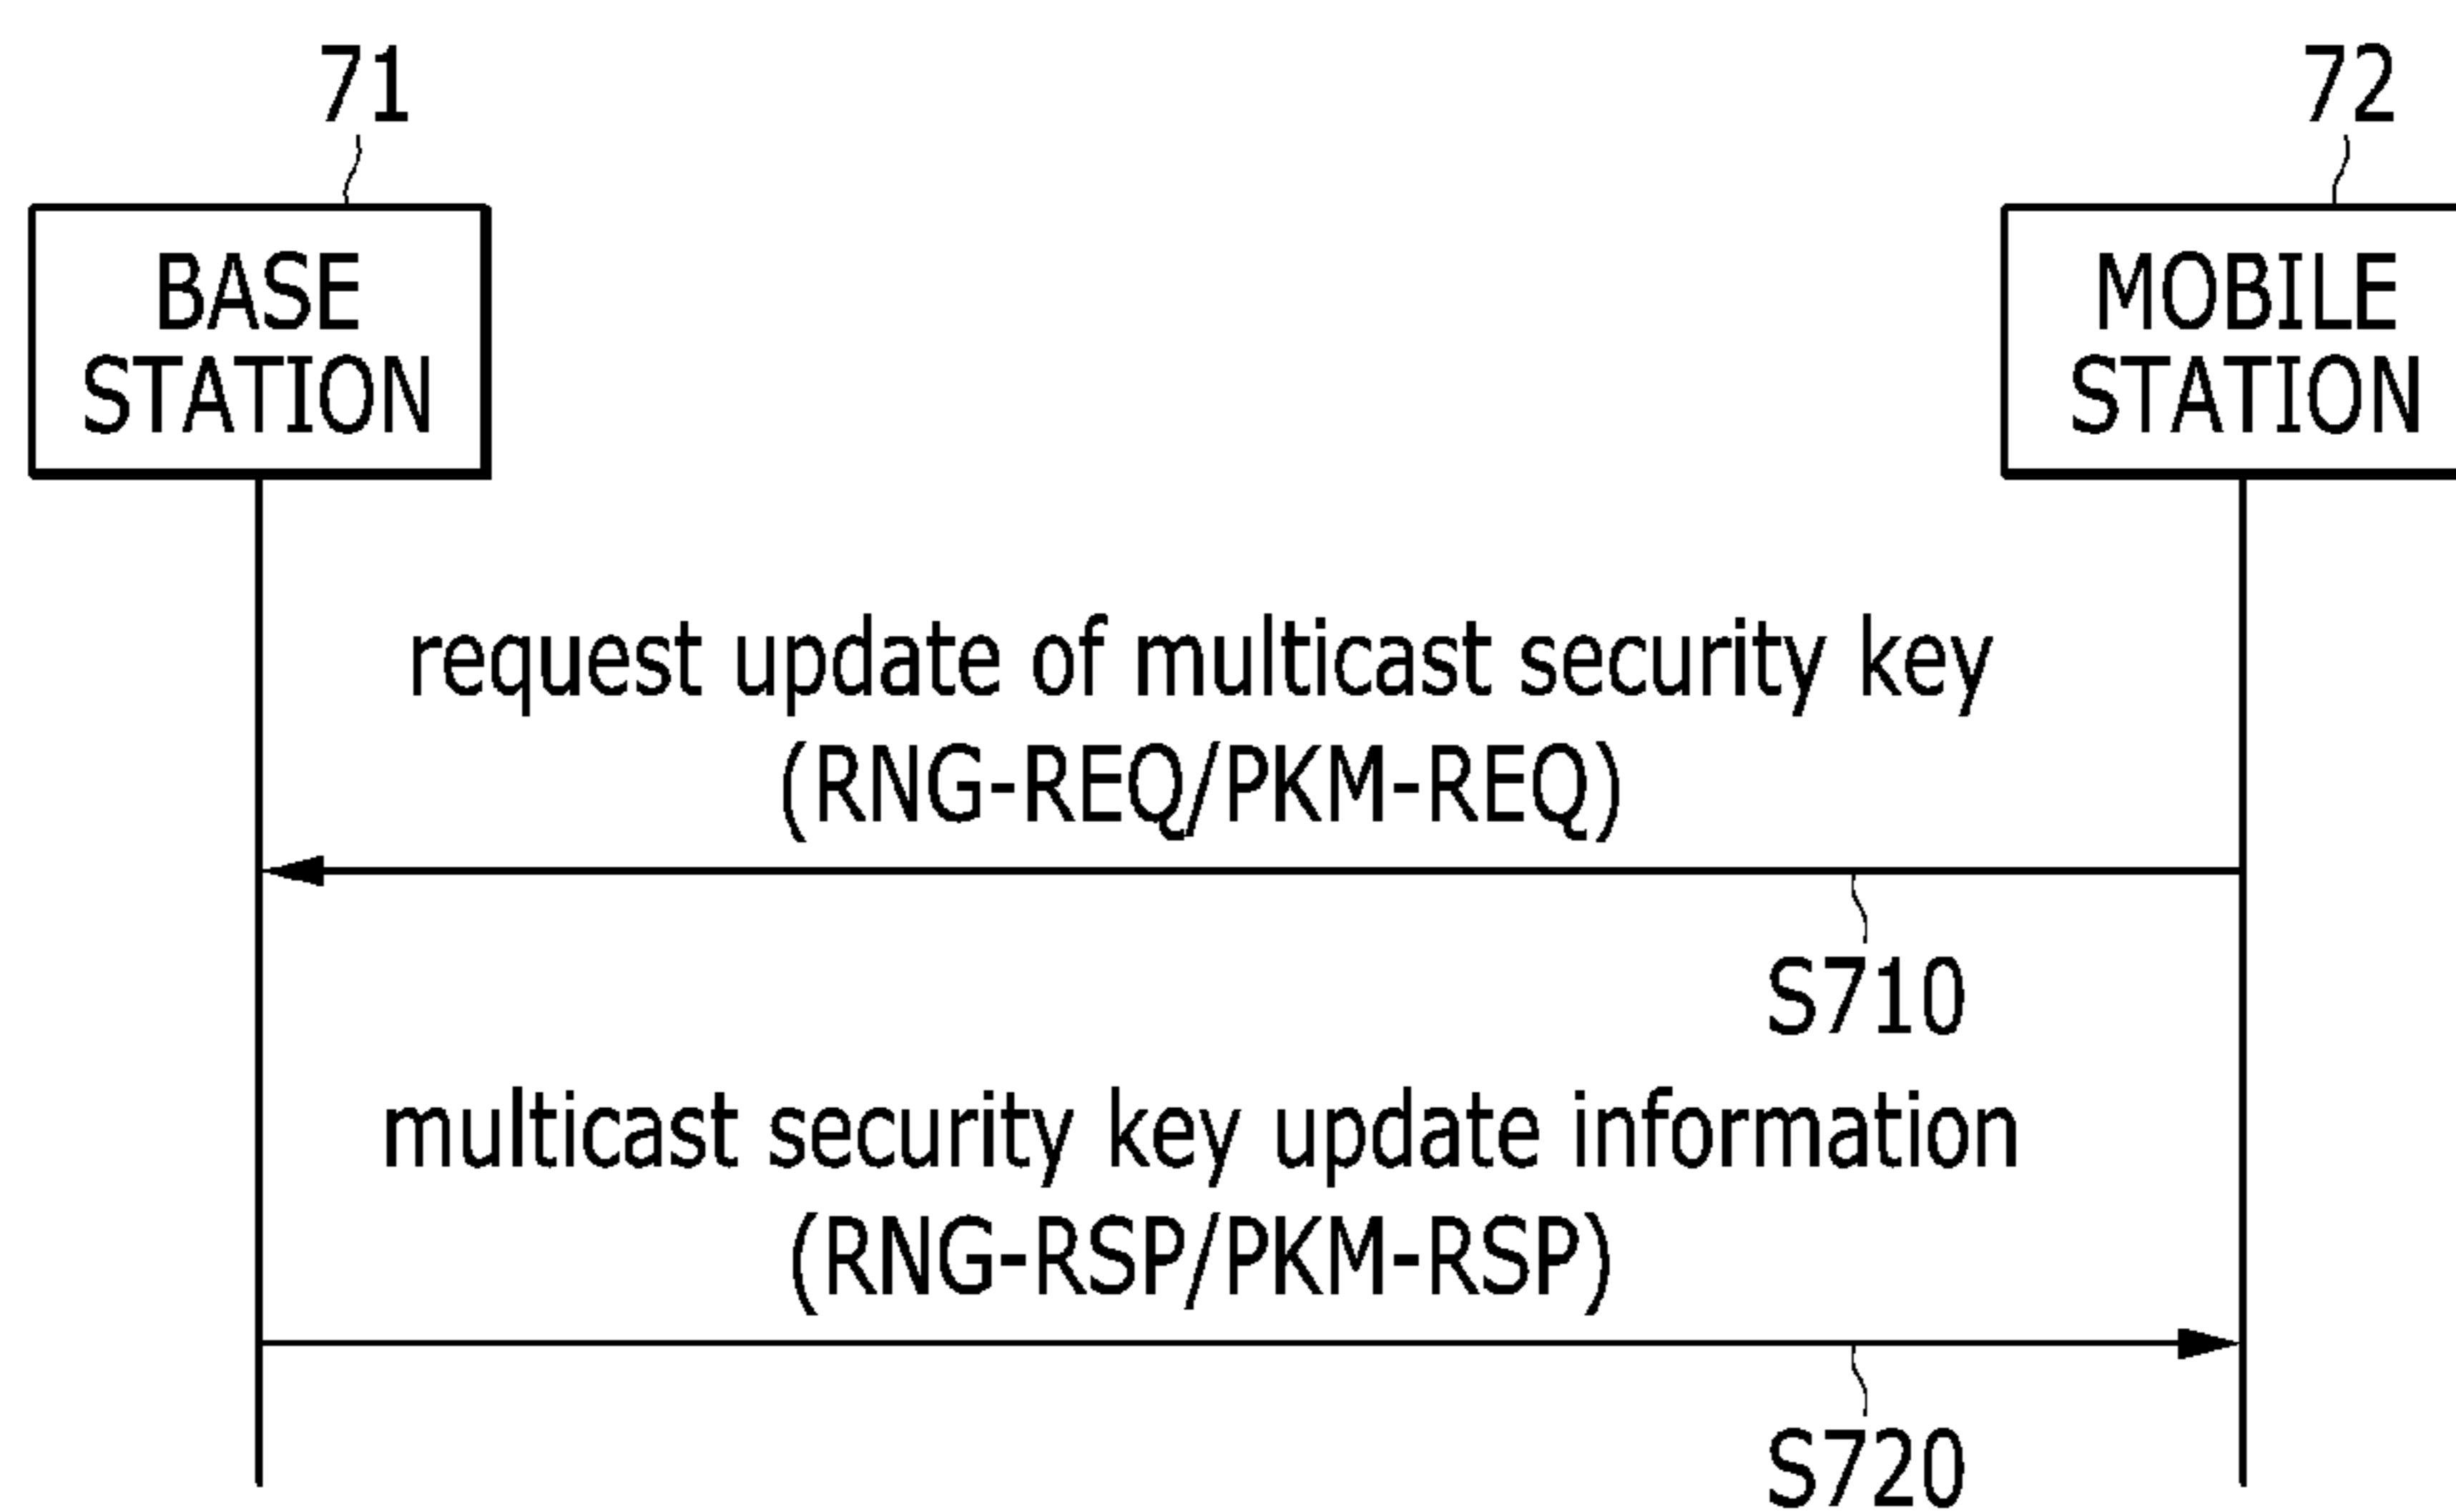 71
72
BASE
STATION
MOBILE
STATION
request update of multicast security key
(RNG-REQ/PKM-REQ)
S710
multicast security key update information
(RNG-RSP/PKM-RSP)
S720